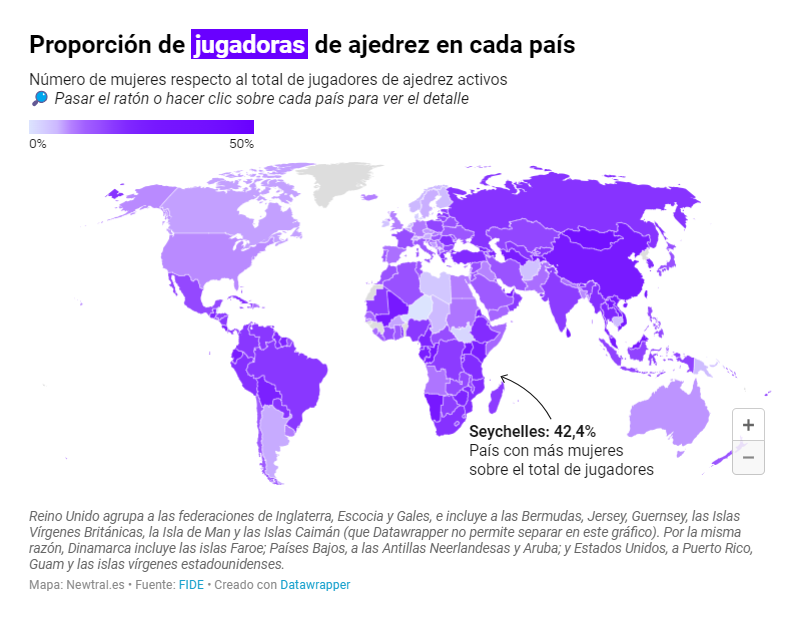 Proporción de jugadoras de ajedrez en cada país
Número de mujeres respecto al total de jugadores de ajedrez activos
Pasar el ratón o hacer clic sobre cada país para ver el detalle
0% 50%
Seychelles: 42,4%
País con más mujeres
sobre el total de jugadores
+
−
Reino Unido agrupa a las federaciones de Inglaterra, Escocia y Gales, e incluye a las Bermudas, Jersey, Guernsey, las Islas
Vírgenes Británicas, la Isla de Man y las Islas Caimán (que Datawrapper no permite separar en este gráfico). Por la misma
razón, Dinamarca incluye las islas Faroe; Países Bajos, a las Antillas Neerlandesas y Aruba; y Estados Unidos, a Puerto Rico,
Guam y las islas vírgenes estadounidenses.
Mapa: Newtral.es • Fuente: FIDE • Creado con Datawrapper